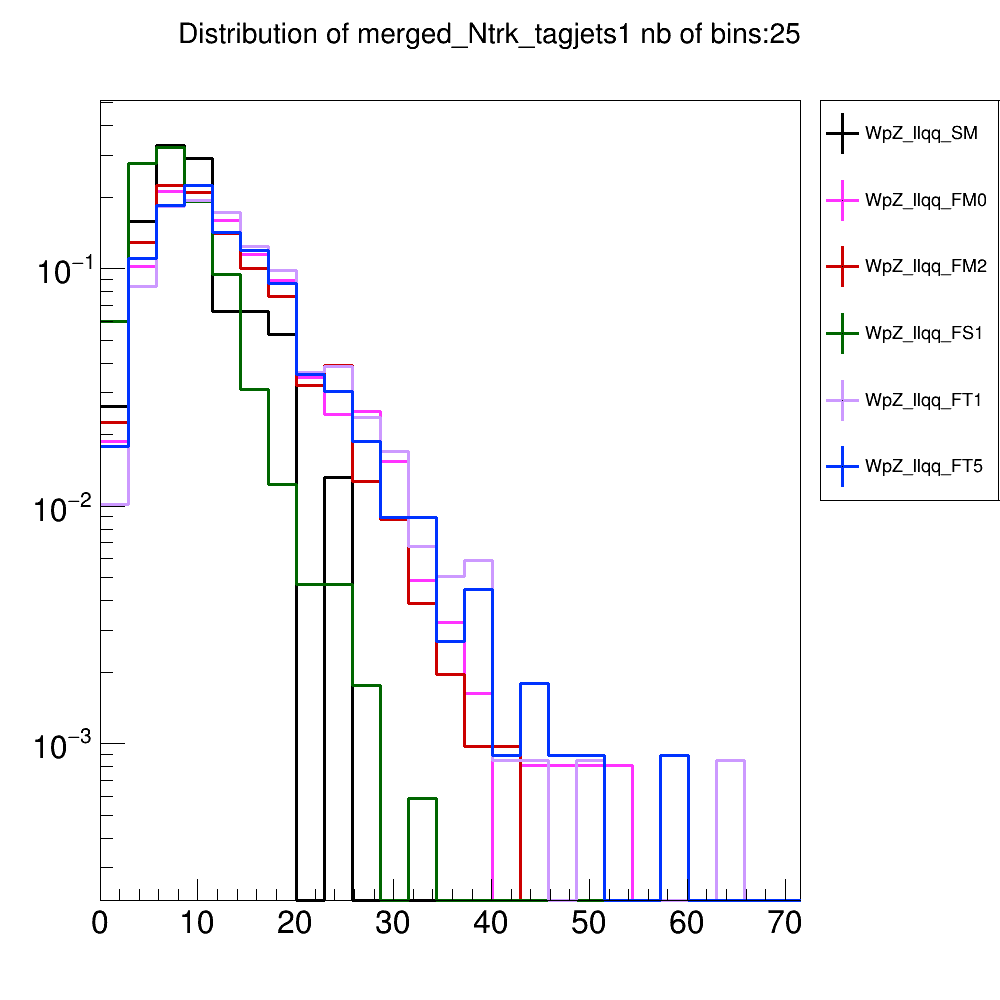 Distribution of merged_Ntrk_tagjets1 nb of bins:25
WpZ_llqq_SM
WpZ_llqq_FM0
WpZ_llqq_FM2
WpZ_llqq_FS1
WpZ_llqq_FT1
WpZ_llqq_FT5
10⁻¹
10⁻²
10⁻³
0 10 20 30 40 50 60 70